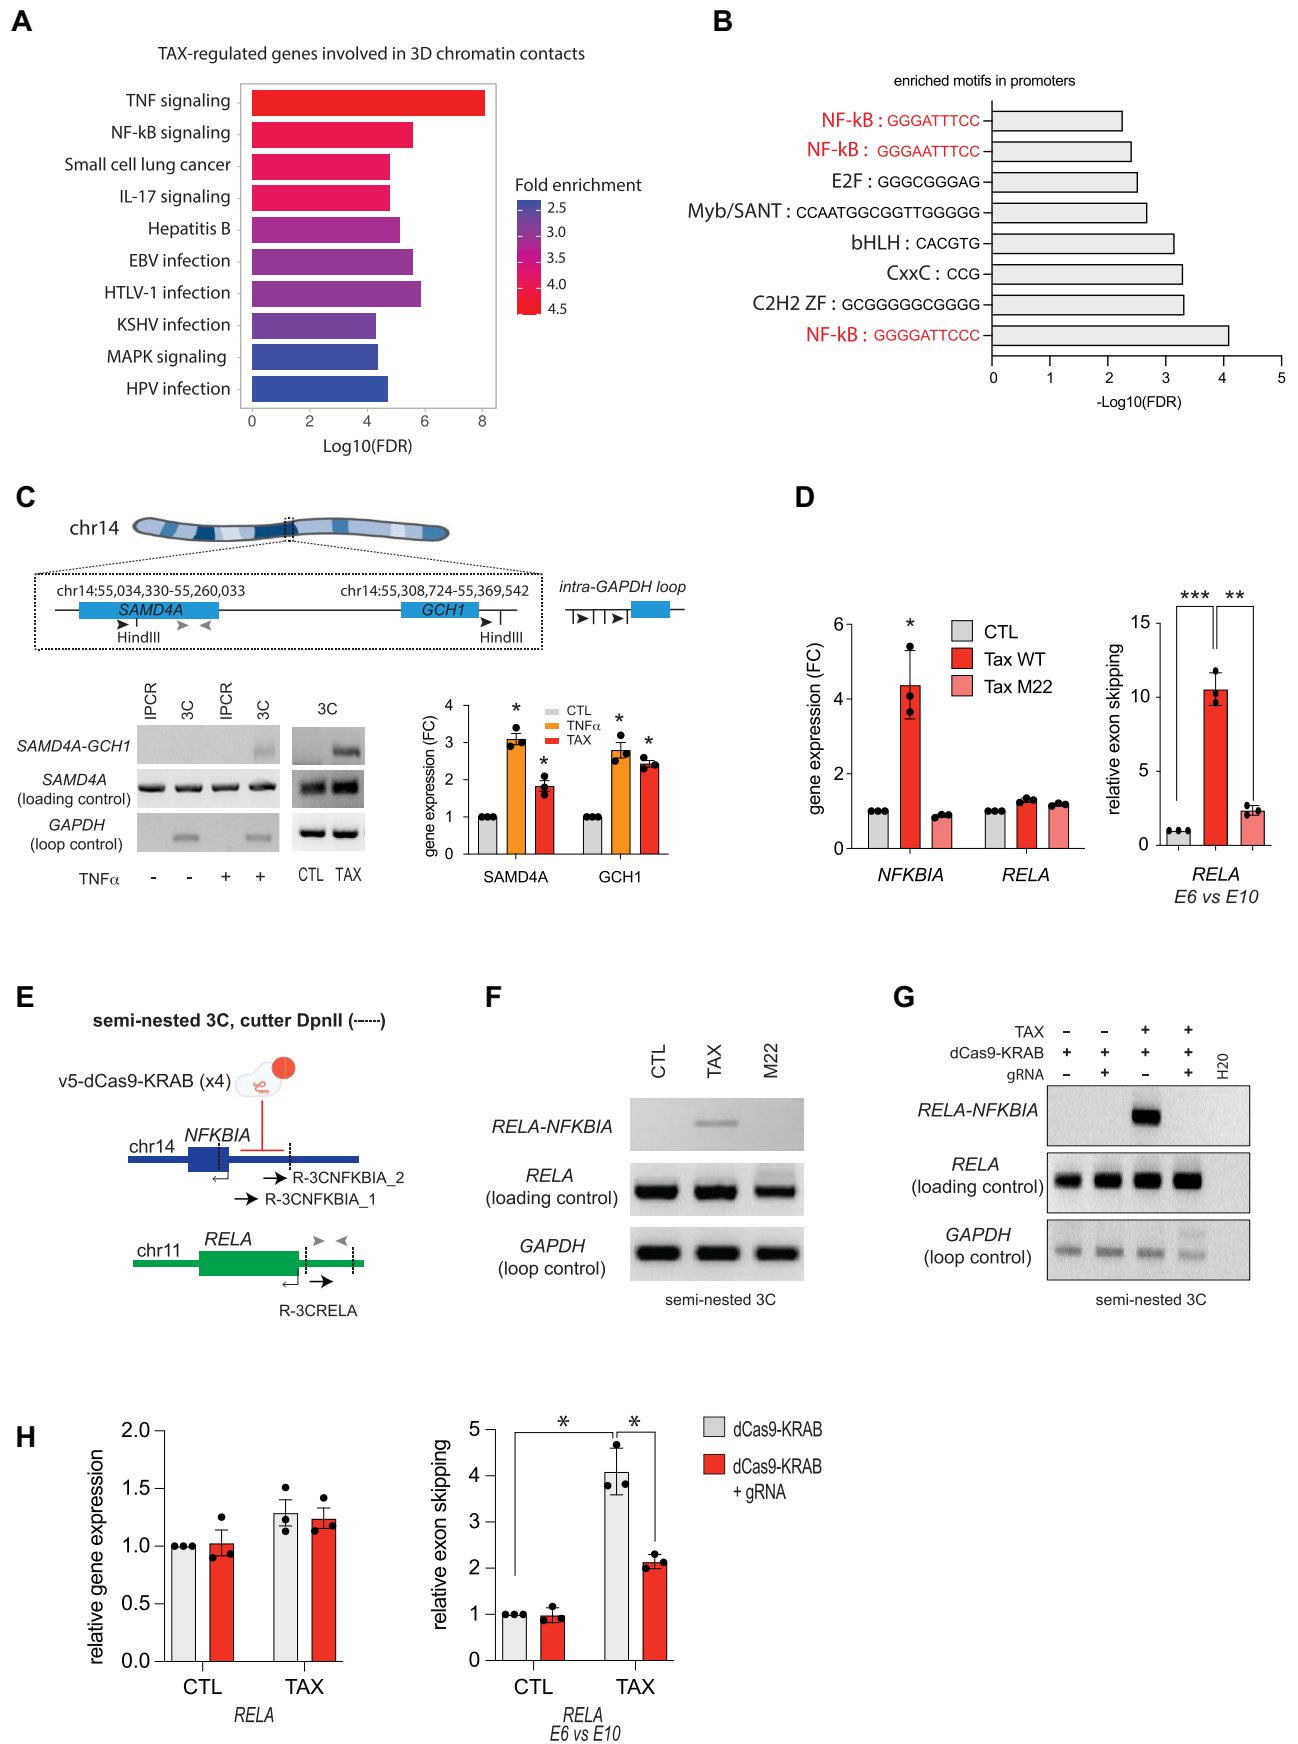 A
TAX-regulated genes involved in 3D chromatin contacts
TNF signaling
NF-kB signaling
Small cell lung cancer
IL-17 signaling
Hepatitis B
EBV infection
HTLV-1 infection
KSHV infection
MAPK signaling
HPV infection
0 2 4 6 8
Log10(FDR)
Fold enrichment
2.5
3.0
3.5
4.0
4.5
B
enriched motifs in promoters
NF-kB : GGGATTTCC
NF-kB : GGGAATTTCC
E2F : GGGCGGGAG
Myb/SANT : CCAATGGCGGTTGGGGG
bHLH : CACGTG
CxxC : CCG
C2H2 ZF : GCGGGGGCGGGG
NF-kB : GGGGATTCCC
0 1 2 3 4 5
-Log10(FDR)
C
chr14
chr14:55,034,330-55,260,033
chr14:55,308,724-55,369,542
SAMD4A
GCH1
HindIII
HindIII
intra-GAPDH loop
IPCR 3C IPCR 3C
3C
SAMD4A-GCH1
SAMD4A
(loading control)
GAPDH
(loop control)
TNFα - - + +
CTL TAX
gene expression (FC)
4
3
2
1
0
CTL
TNFα
TAX
* * * *
SAMD4A GCH1
D
gene expression (FC)
6
4
2
0
*
CTL
Tax WT
Tax M22
NFKBIA RELA
relative exon skipping
15
10
5
0
*** **
RELA
E6 vs E10
E
semi-nested 3C, cutter DpnII (------)
v5-dCas9-KRAB (x4)
NFKBIA
chr14
R-3CNFKBIA_2
R-3CNFKBIA_1
RELA
chr11
R-3CRELA
F
CTL TAX M22
RELA-NFKBIA
RELA
(loading control)
GAPDH
(loop control)
semi-nested 3C
G
TAX - - + +
dCas9-KRAB + + + +
gRNA - + - +
H20
RELA-NFKBIA
RELA
(loading control)
GAPDH
(loop control)
semi-nested 3C
H
relative gene expression
2.0
1.5
1.0
0.5
0.0
CTL TAX
RELA
relative exon skipping
5
4
3
2
1
0
* *
CTL TAX
RELA
E6 vs E10
dCas9-KRAB
dCas9-KRAB
+ gRNA